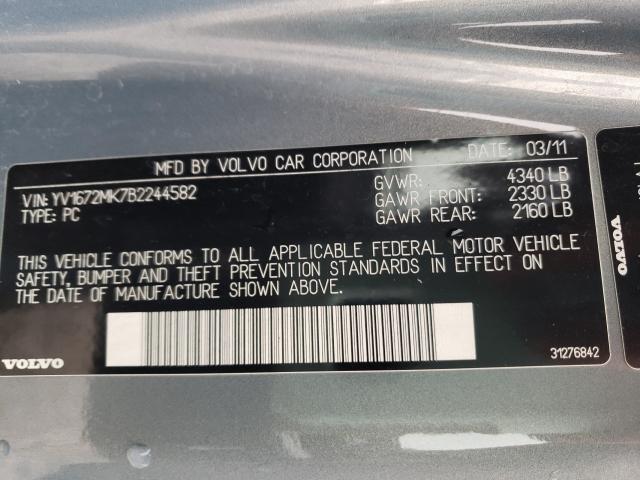 MFD BY VOLVO CAR CORPORATION DATE: 03/11
VIN: YV1672MK7B2244582
TYPE: PC
GVWR: 4340 LB
GAWR FRONT: 2330 LB
GAWR REAR: 2160 LB
THIS VEHICLE CONFORMS TO ALL APPLICABLE FEDERAL MOTOR VEHICLE
SAFETY, BUMPER AND THEFT PREVENTION STANDARDS IN EFFECT ON
THE DATE OF MANUFACTURE SHOWN ABOVE.
VOLVO
31276842
VOLVO